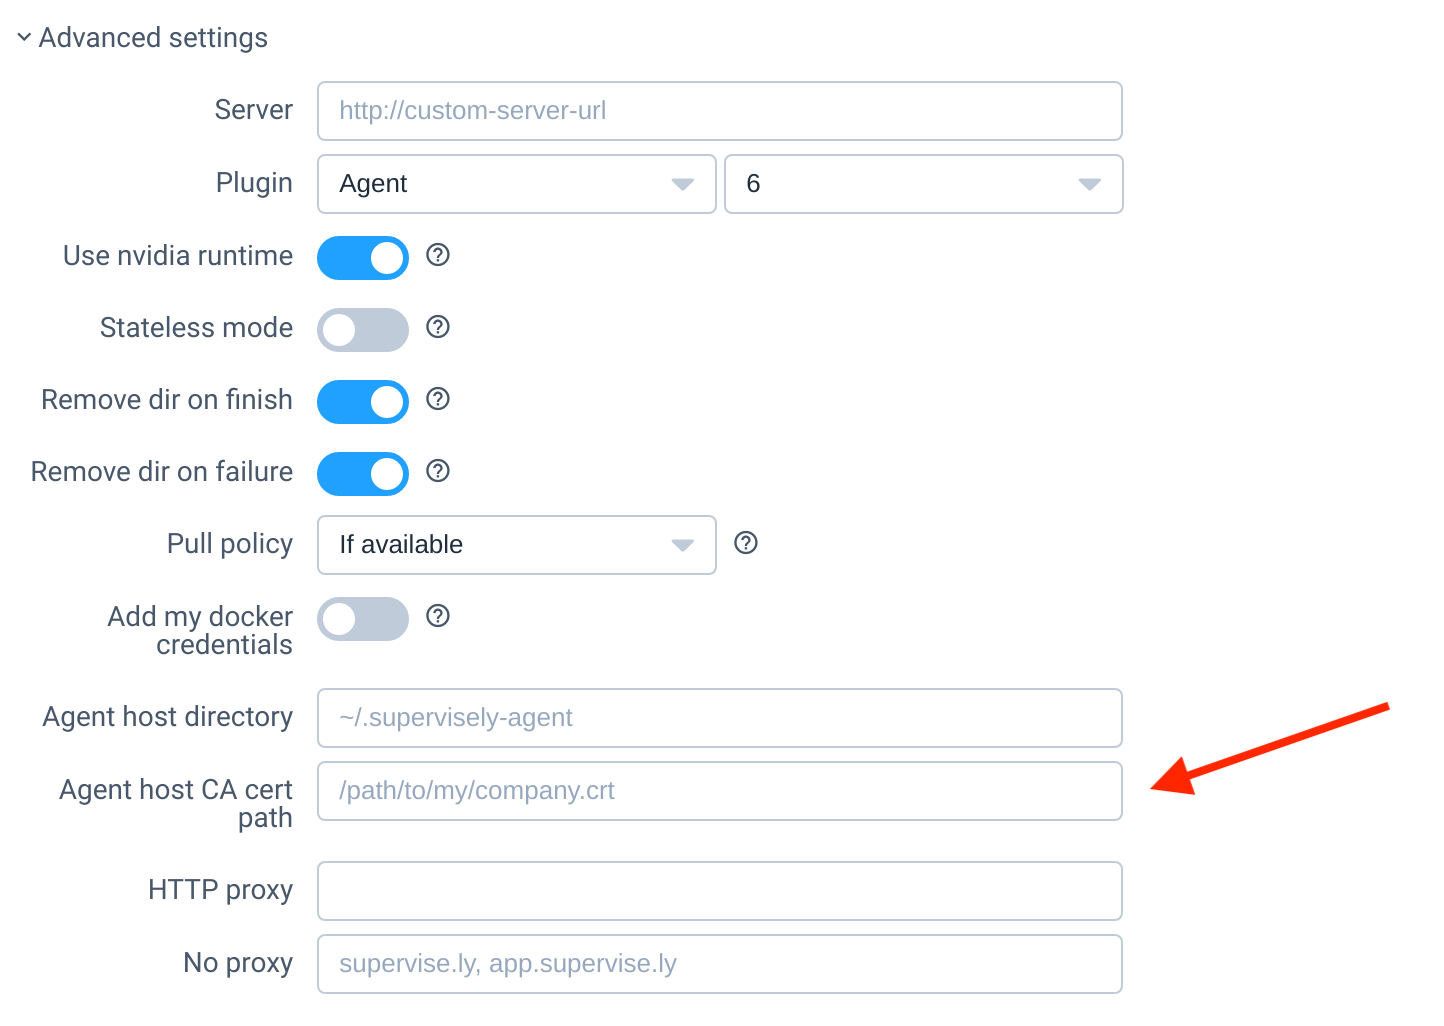 Advanced settings
Server
http://custom-server-url
Plugin
Agent
6
Use nvidia runtime
Stateless mode
Remove dir on finish
Remove dir on failure
Pull policy
If available
Add my docker
credentials
Agent host directory
~/.supervisely-agent
Agent host CA cert
path
/path/to/my/company.crt
HTTP proxy
No proxy
supervise.ly, app.supervise.ly